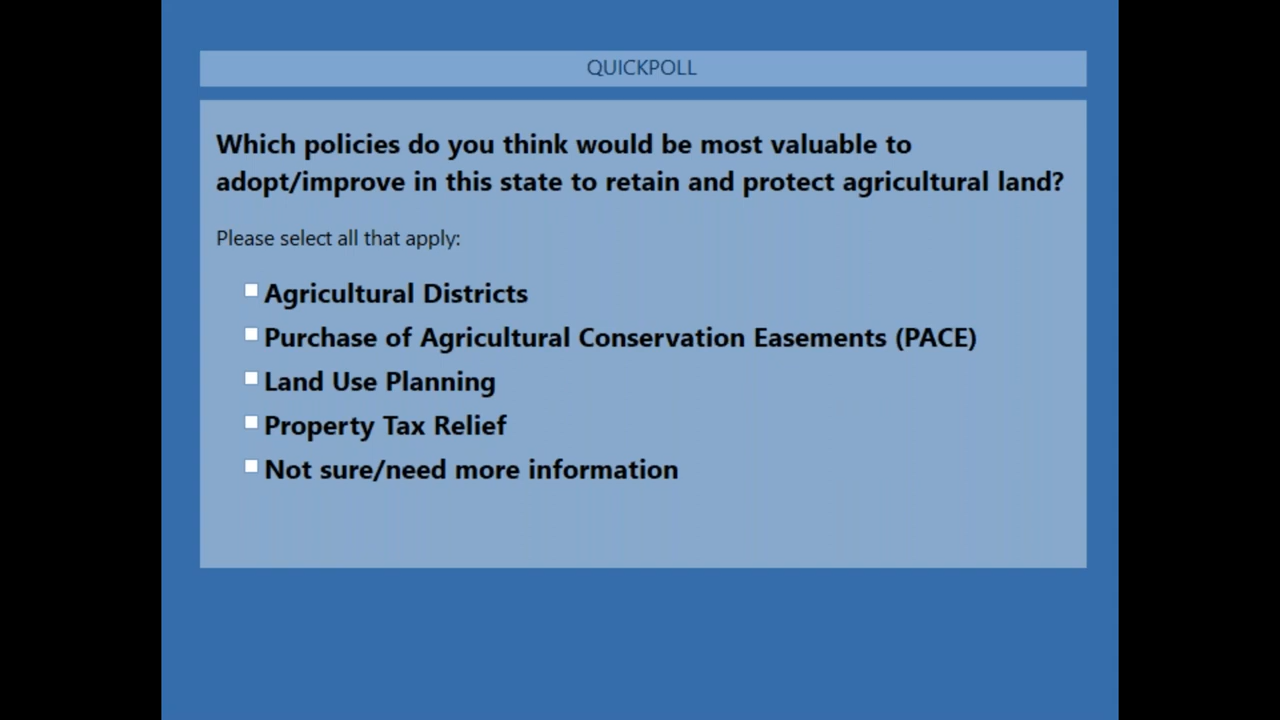 QUICKPOLL
Which policies do you think would be most valuable to
adopt/improve in this state to retain and protect agricultural land?
Please select all that apply:
Agricultural Districts
Purchase of Agricultural Conservation Easements (PACE)
Land Use Planning
Property Tax Relief
Not sure/need more information